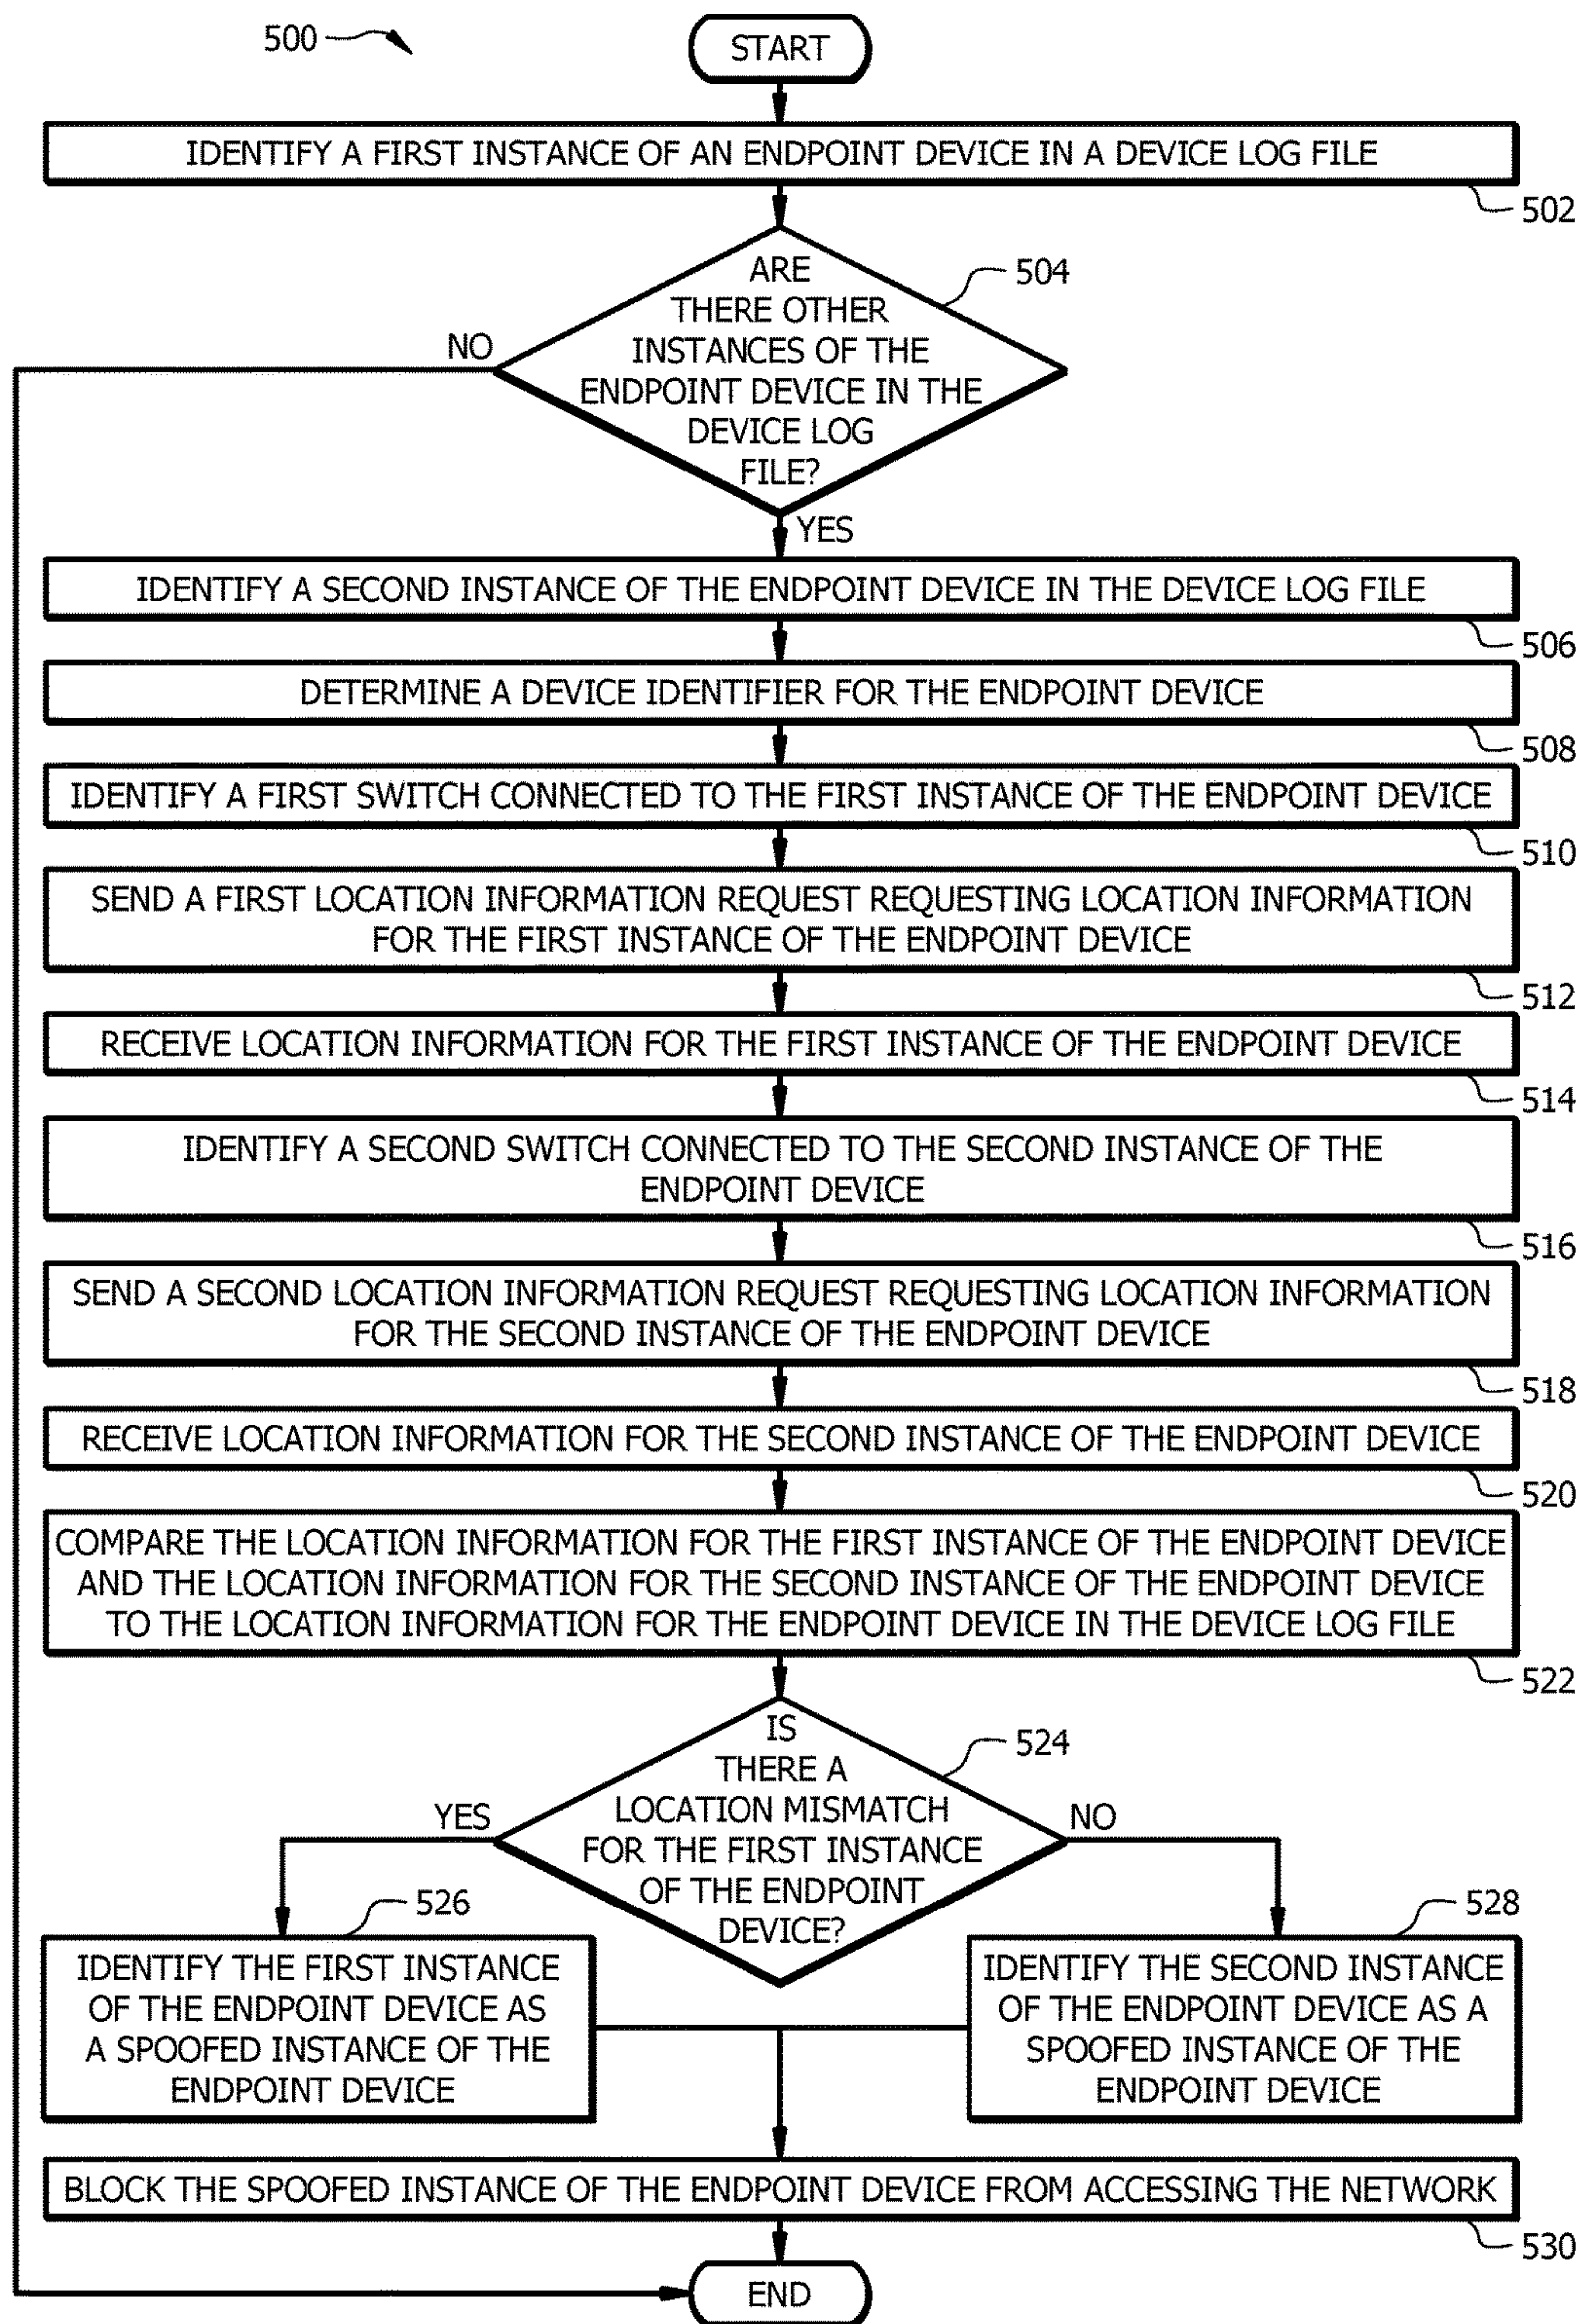 500
START
IDENTIFY A FIRST INSTANCE OF AN ENDPOINT DEVICE IN A DEVICE LOG FILE
502
ARE
THERE OTHER
INSTANCES OF THE
ENDPOINT DEVICE IN THE
DEVICE LOG
FILE?
504
NO
YES
IDENTIFY A SECOND INSTANCE OF THE ENDPOINT DEVICE IN THE DEVICE LOG FILE
506
DETERMINE A DEVICE IDENTIFIER FOR THE ENDPOINT DEVICE
508
IDENTIFY A FIRST SWITCH CONNECTED TO THE FIRST INSTANCE OF THE ENDPOINT DEVICE
510
SEND A FIRST LOCATION INFORMATION REQUEST REQUESTING LOCATION INFORMATION
FOR THE FIRST INSTANCE OF THE ENDPOINT DEVICE
512
RECEIVE LOCATION INFORMATION FOR THE FIRST INSTANCE OF THE ENDPOINT DEVICE
514
IDENTIFY A SECOND SWITCH CONNECTED TO THE SECOND INSTANCE OF THE
ENDPOINT DEVICE
516
SEND A SECOND LOCATION INFORMATION REQUEST REQUESTING LOCATION INFORMATION
FOR THE SECOND INSTANCE OF THE ENDPOINT DEVICE
518
RECEIVE LOCATION INFORMATION FOR THE SECOND INSTANCE OF THE ENDPOINT DEVICE
520
COMPARE THE LOCATION INFORMATION FOR THE FIRST INSTANCE OF THE ENDPOINT DEVICE
AND THE LOCATION INFORMATION FOR THE SECOND INSTANCE OF THE ENDPOINT DEVICE
TO THE LOCATION INFORMATION FOR THE ENDPOINT DEVICE IN THE DEVICE LOG FILE
522
IS
THERE A
LOCATION MISMATCH
FOR THE FIRST INSTANCE
OF THE ENDPOINT
DEVICE?
524
YES
NO
526
IDENTIFY THE FIRST INSTANCE
OF THE ENDPOINT DEVICE AS
A SPOOFED INSTANCE OF THE
ENDPOINT DEVICE
528
IDENTIFY THE SECOND INSTANCE
OF THE ENDPOINT DEVICE AS A
SPOOFED INSTANCE OF THE
ENDPOINT DEVICE
BLOCK THE SPOOFED INSTANCE OF THE ENDPOINT DEVICE FROM ACCESSING THE NETWORK
530
END